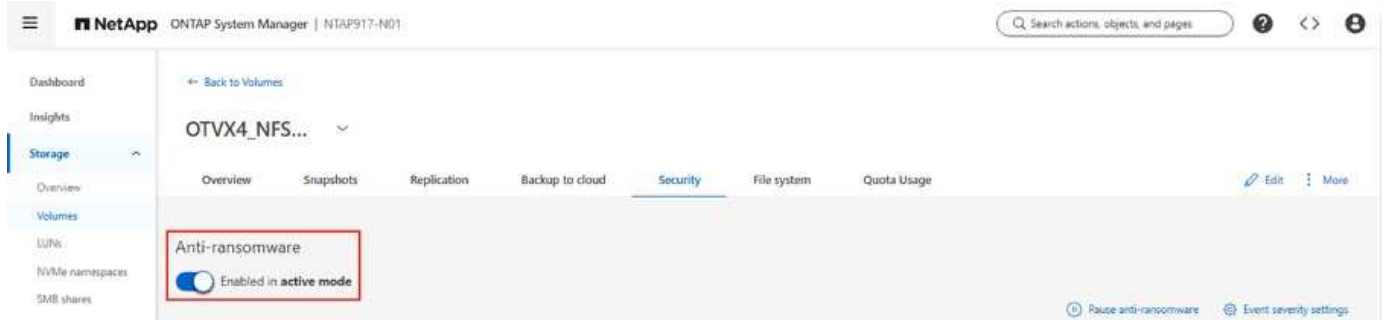 NetApp ONTAP System Manager | NTAP917-N01
Search actions, objects, and pages
Dashboard
Insights
Storage
Overview
Volumes
LUNs
NVMe namespaces
SMB shares
Back to Volumes
OTVX4_NFS...
Overview Snapshots Replication Backup to cloud Security File system Quota Usage
Edit More
Anti-ransomware
Enabled in active mode
Pause anti-ransomware Event severity settings